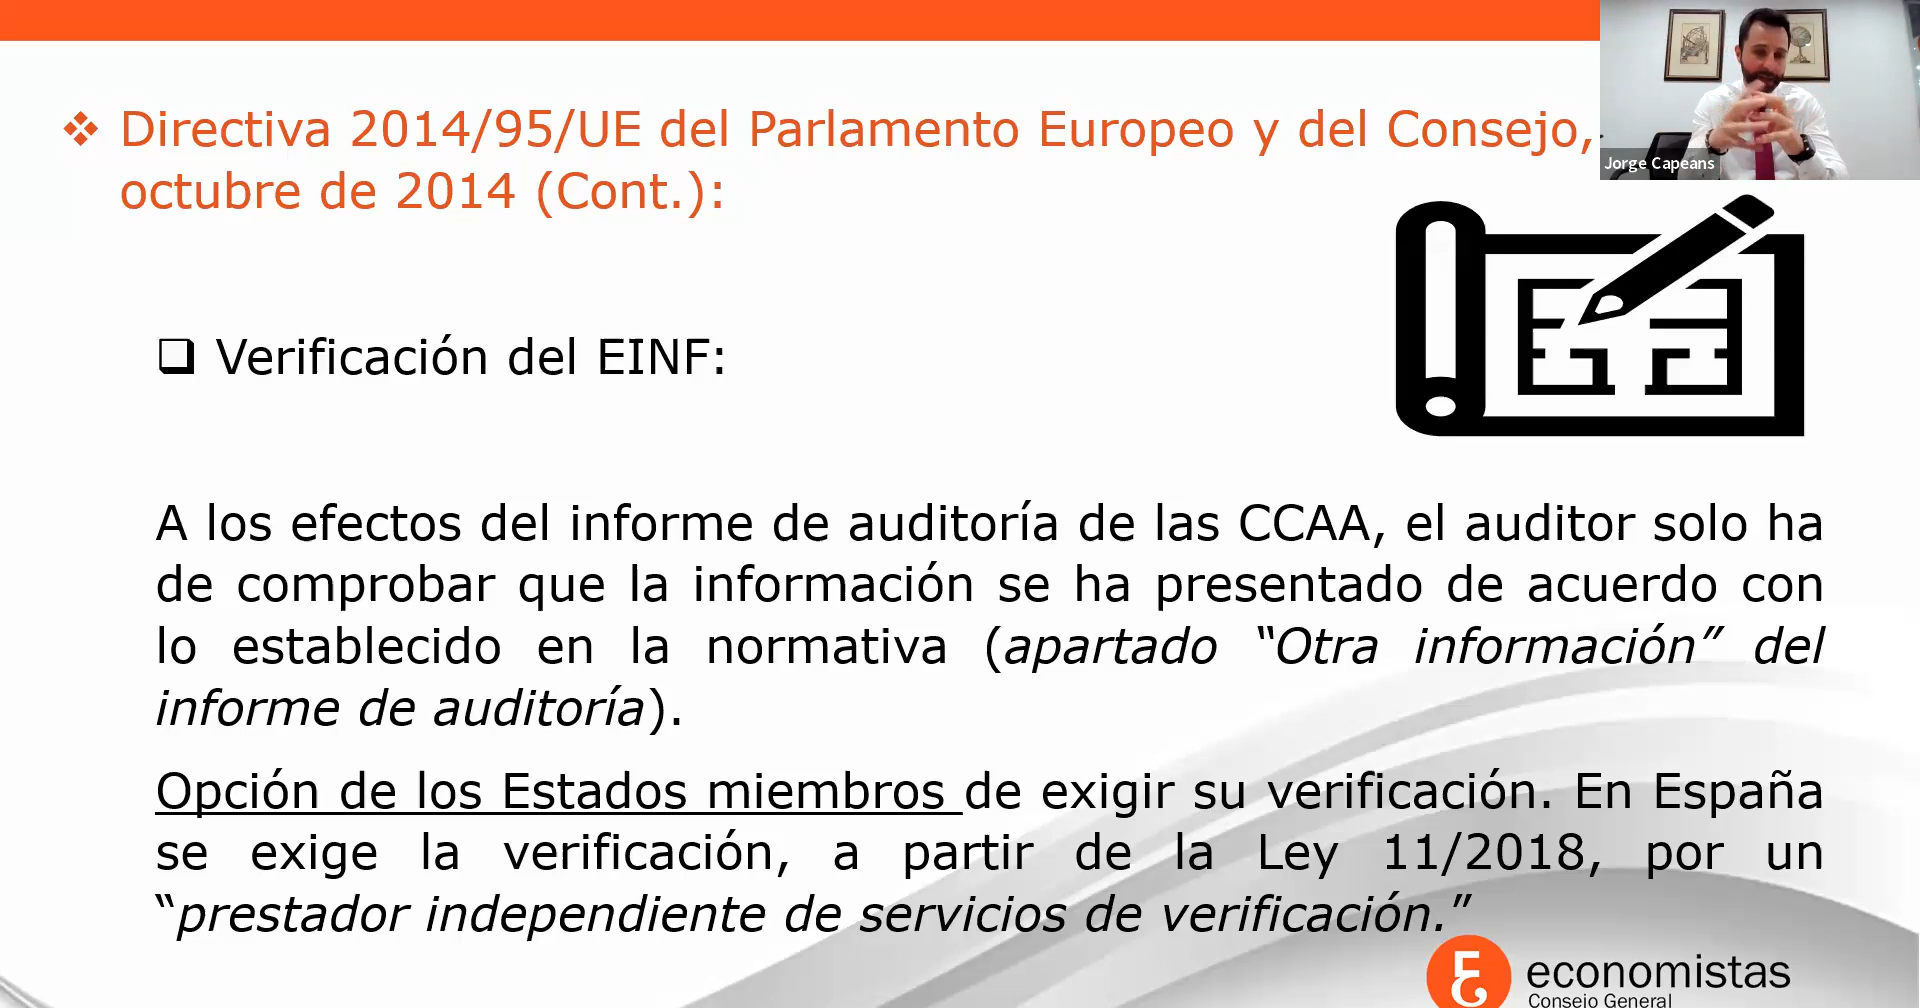 Directiva 2014/95/UE del Parlamento Europeo y del Consejo,
octubre de 2014 (Cont.):
Jorge Capeans
Verificación del EINF:
A los efectos del informe de auditoría de las CCAA, el auditor solo ha
de comprobar que la información se ha presentado de acuerdo con
lo establecido en la normativa (apartado “Otra información” del
informe de auditoría).
Opción de los Estados miembros de exigir su verificación. En España
se exige la verificación, a partir de la Ley 11/2018, por un
“prestador independiente de servicios de verificación.”
economistas
Consejo General